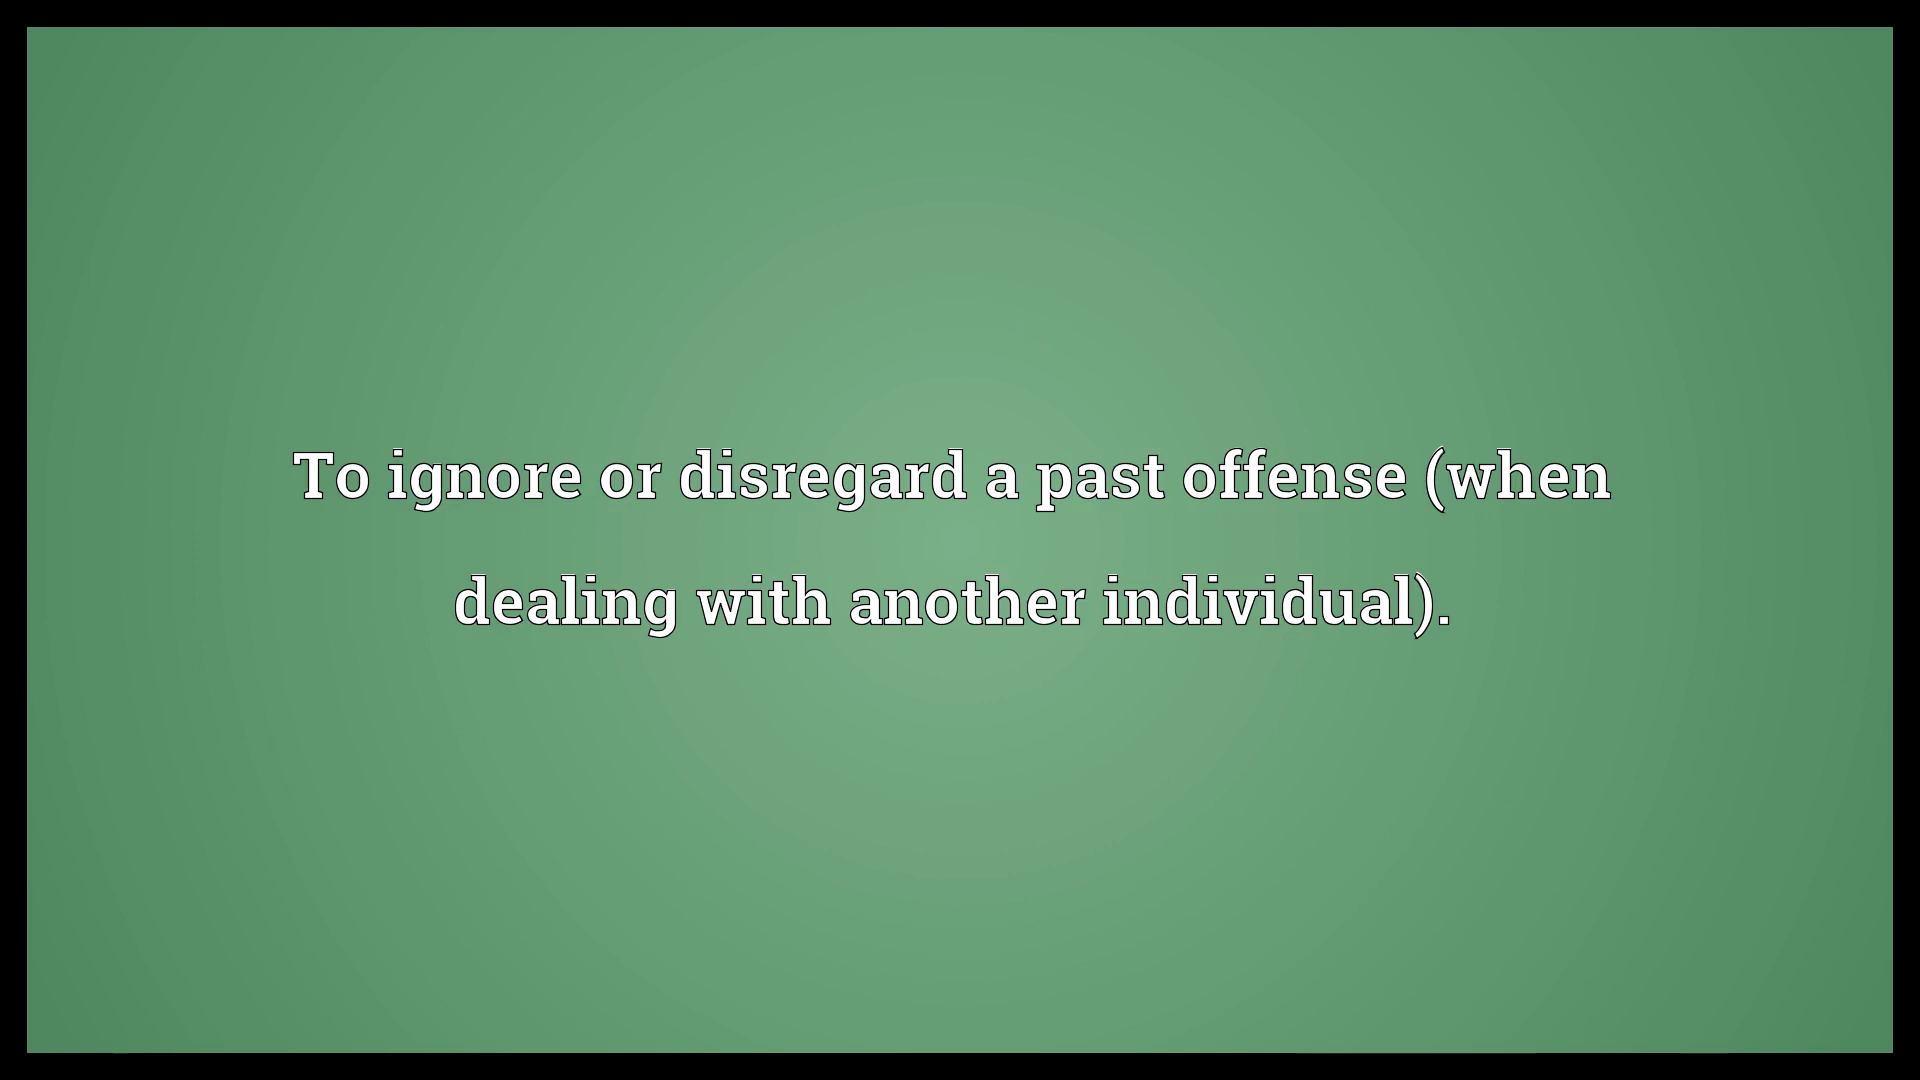 To ignore or disregard a past offense (when
dealing with another individual).